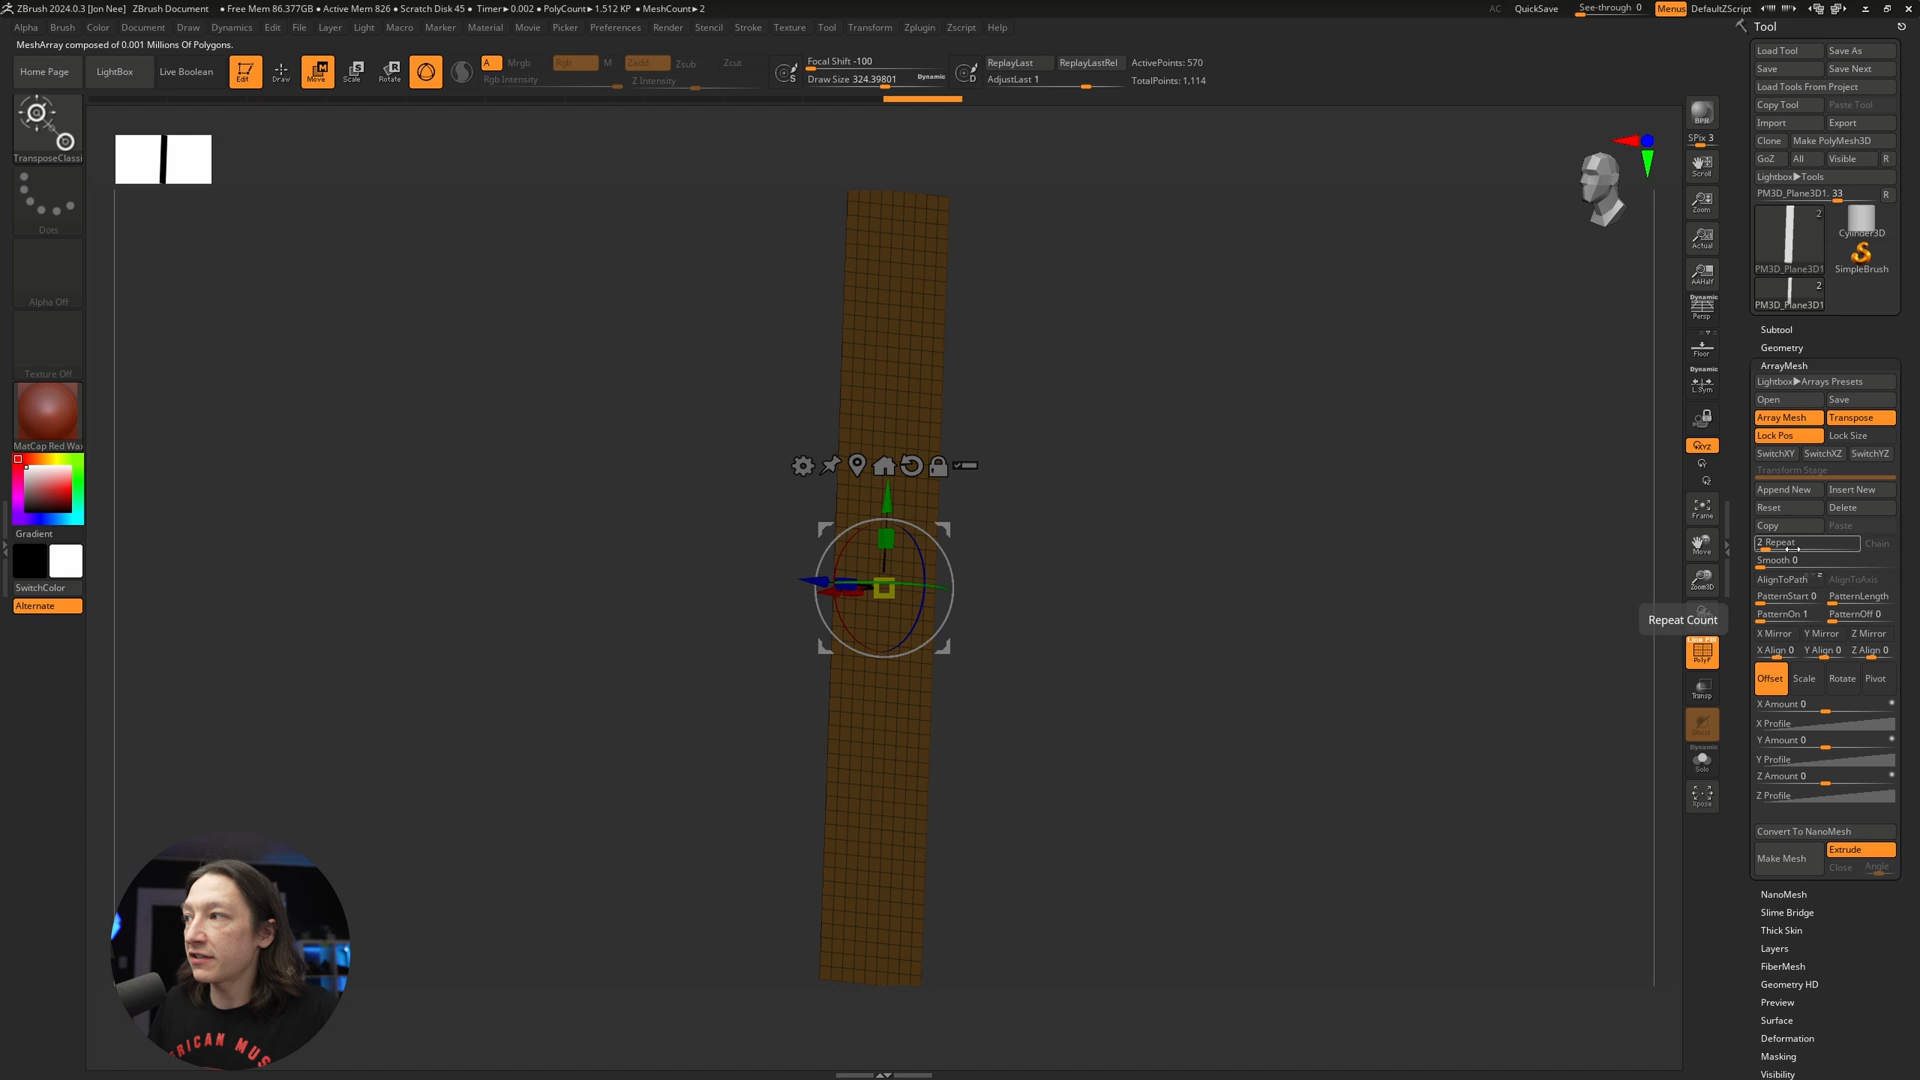 ZBrush 2024.0.3 [Jon Nee] ZBrush Document ● Free Mem 86.377GB ● Active Mem 826 ● Scratch Disk 45 ● Timer▶0.002 ● PolyCount▶1.512 KP ● MeshCount▶2 AC QuickSave See-through 0 Menus DefaultZScript
Alpha Brush Color Document Draw Dynamics Edit File Layer Light Macro Marker Material Movie Picker Preferences Render Stencil Stroke Texture Tool Transform Zplugin Zscript Help
MeshArray composed of 0.001 Millions Of Polygons.
Home Page LightBox Live Boolean Edit Draw Move Scale Rotate A Mrgb Rgb M Zadd Zsub Zcut
Rgb Intensity Z Intensity
Focal Shift -100
Draw Size 324.39801 Dynamic
S D
ReplayLast ReplayLastRel ActivePoints: 570
AdjustLast 1 TotalPoints: 1,114
TransposeClassi
Dots
Alpha Off
Texture Off
MatCap Red Wax
Gradient
SwitchColor
Alternate
BPR
SPix 3
Scroll
Zoom
Actual
AAHalf
Dynamic
Persp
Floor
Dynamic
L.Sym
XYZ
Frame
Move
Zoom3D
Repeat Count
Line Fill
PolyF
Transp
Ghost
Dynamic
Solo
Xpose
Tool
Load Tool Save As
Save Save Next
Load Tools From Project
Copy Tool Paste Tool
Import Export
Clone Make PolyMesh3D
GoZ All Visible R
Lightbox▶Tools
PM3D_Plane3D1. 33 R
2
Cylinder3D
PM3D_Plane3D1 SimpleBrush
2
PM3D_Plane3D1
Subtool
Geometry
ArrayMesh
Lightbox▶Arrays Presets
Open Save
Array Mesh Transpose
Lock Pos Lock Size
SwitchXY SwitchXZ SwitchYZ
Transform Stage
Append New Insert New
Reset Delete
Copy Paste
2 Repeat Chain
Smooth 0
AlignToPath AlignToAxis
PatternStart 0 PatternLength
PatternOn 1 PatternOff 0
X Mirror Y Mirror Z Mirror
X Align 0 Y Align 0 Z Align 0
Offset Scale Rotate Pivot
X Amount 0
X Profile
Y Amount 0
Y Profile
Z Amount 0
Z Profile
Convert To NanoMesh
Make Mesh Extrude
Close Angle
NanoMesh
Slime Bridge
Thick Skin
Layers
FiberMesh
Geometry HD
Preview
Surface
Deformation
Masking
Visibility